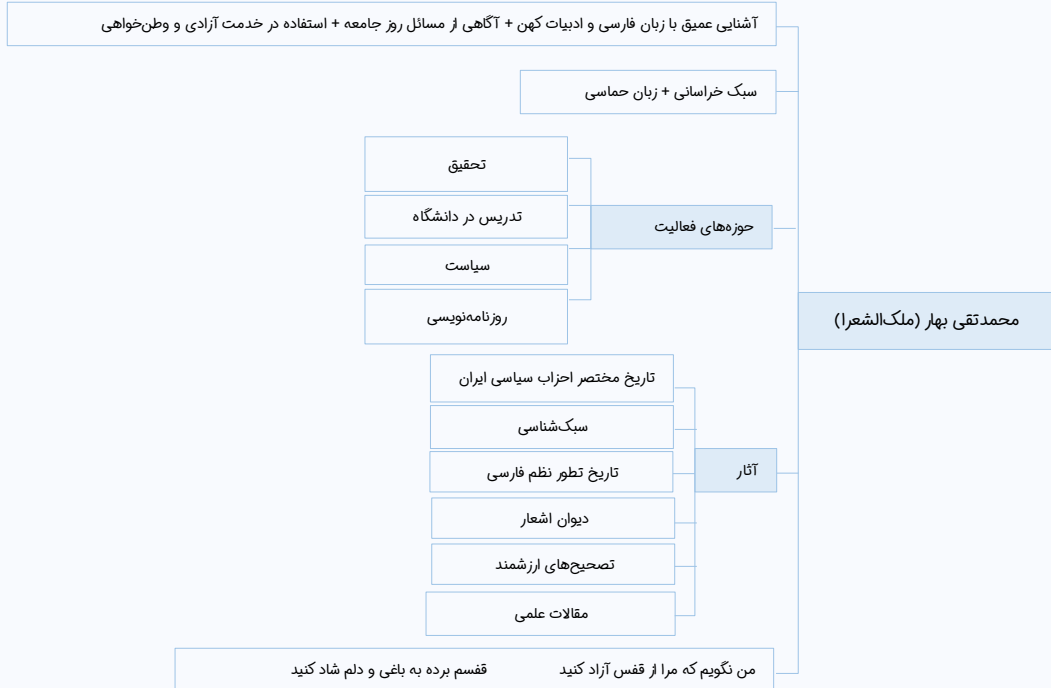 آشنایی عمیق با زبان فارسی و ادبیات کهن + آگاهی از مسائل روز جامعه + استفاده در خدمت آزادی و وطن‌خواهی
سبک خراسانی + زبان حماسی
تحقیق
تدریس در دانشگاه
حوزه‌های فعالیت
سیاست
روزنامه‌نویسی
محمدتقی بهار (ملک‌الشعرا)
تاریخ مختصر احزاب سیاسی ایران
سبک‌شناسی
آثار
تاریخ تطور نظم فارسی
دیوان اشعار
تصحیح‌های ارزشمند
مقالات علمی
من نگویم که مرا از قفس آزاد کنید قفسم برده به باغی و دلم شاد کنید